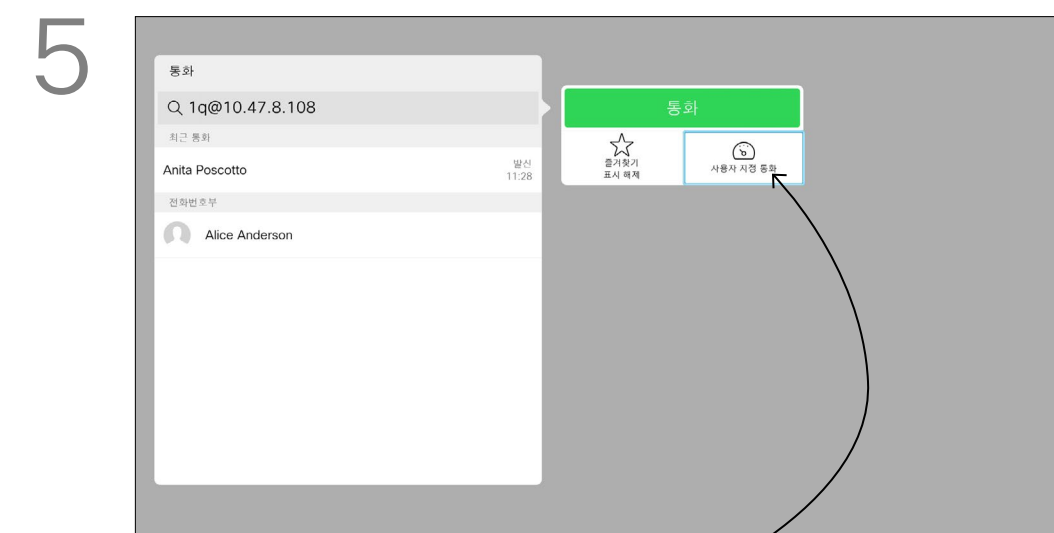 5
통화
1q@10.47.8.108
최근 통화
Anita Poscotto
발신
11:28
전화번호부
Alice Anderson
통화
즐겨찾기
표시 해제
사용자 지정 통화